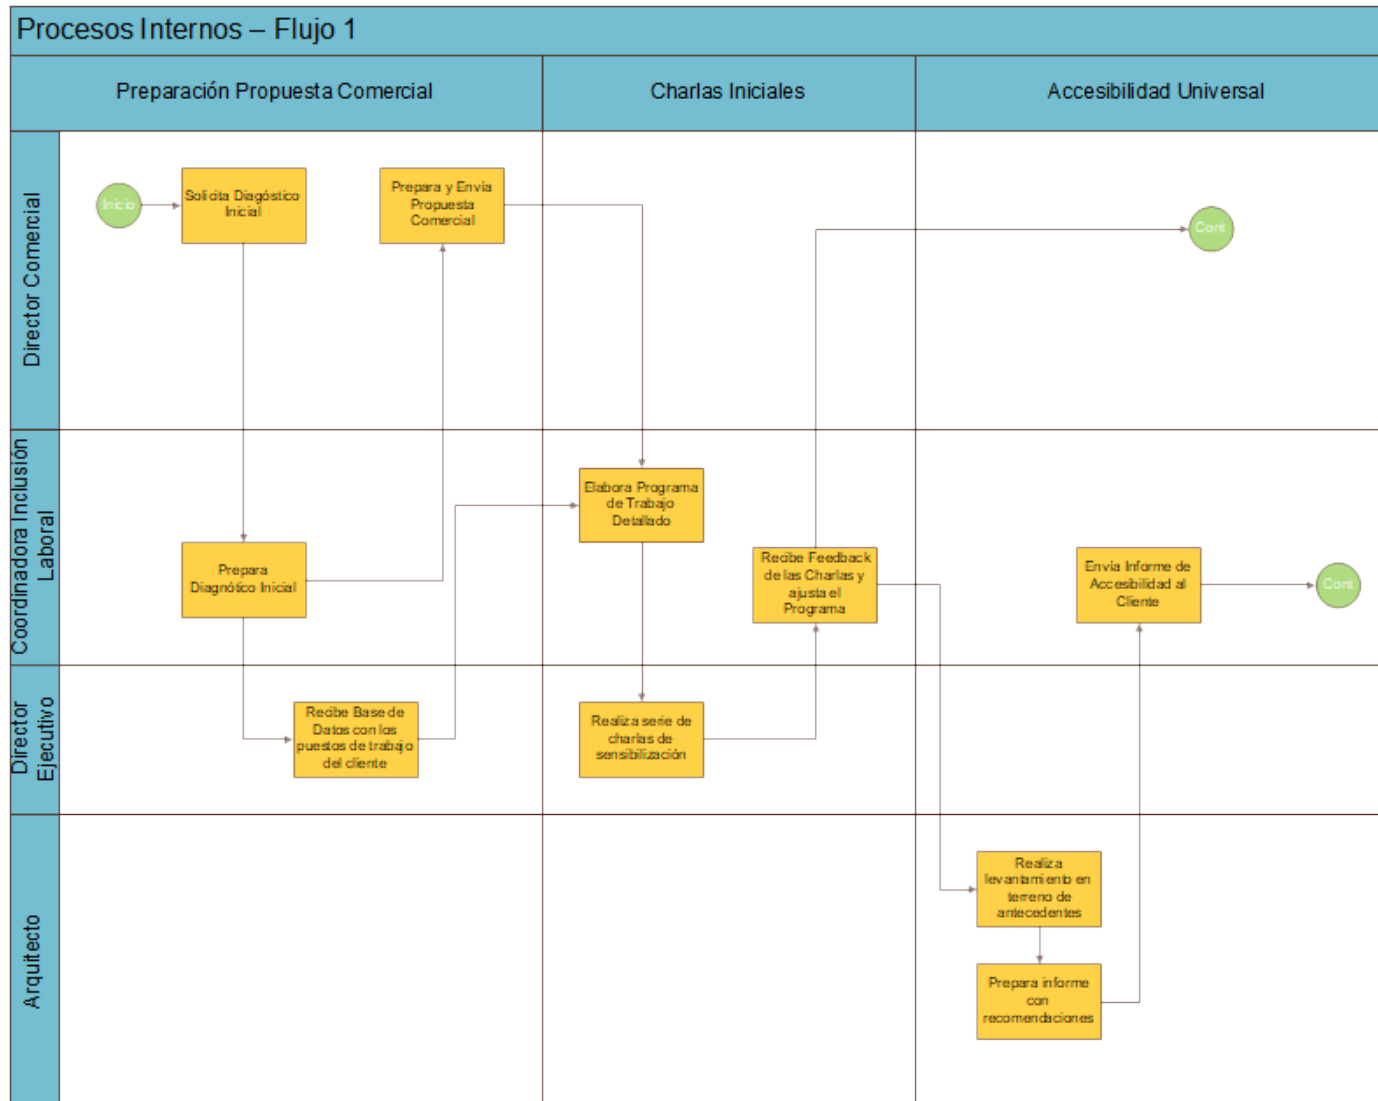 Procesos Internos – Flujo 1
Preparación Propuesta Comercial
Charlas Iniciales
Accesibilidad Universal
Director Comercial
Inicio
Solicita Diagóstico
Inicial
Prepara y Envía
Propuesta
Comercial
Cont
Coordinadora Inclusión
Laboral
Prepara
Diagnótico Inicial
Elabora Programa
de Trabajo
Detallado
Recibe Feedback
de las Charlas y
ajusta el
Programa
Envía Informe de
Accesibilidad al
Cliente
Cont
Director
Ejecutivo
Recibe Base de
Datos con los
puestos de trabajo
del cliente
Realiza serie de
charlas de
sensibilización
Arquitecto
Realiza
levantamiento en
terreno de
antecedentes
Prepara informe
con
recomendaciones